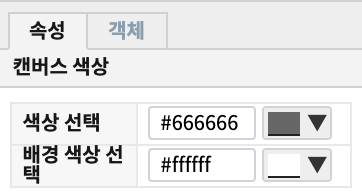 속성 객체
캔버스 색상
색상 선택 #666666
배경 색상 선
택 #ffffff